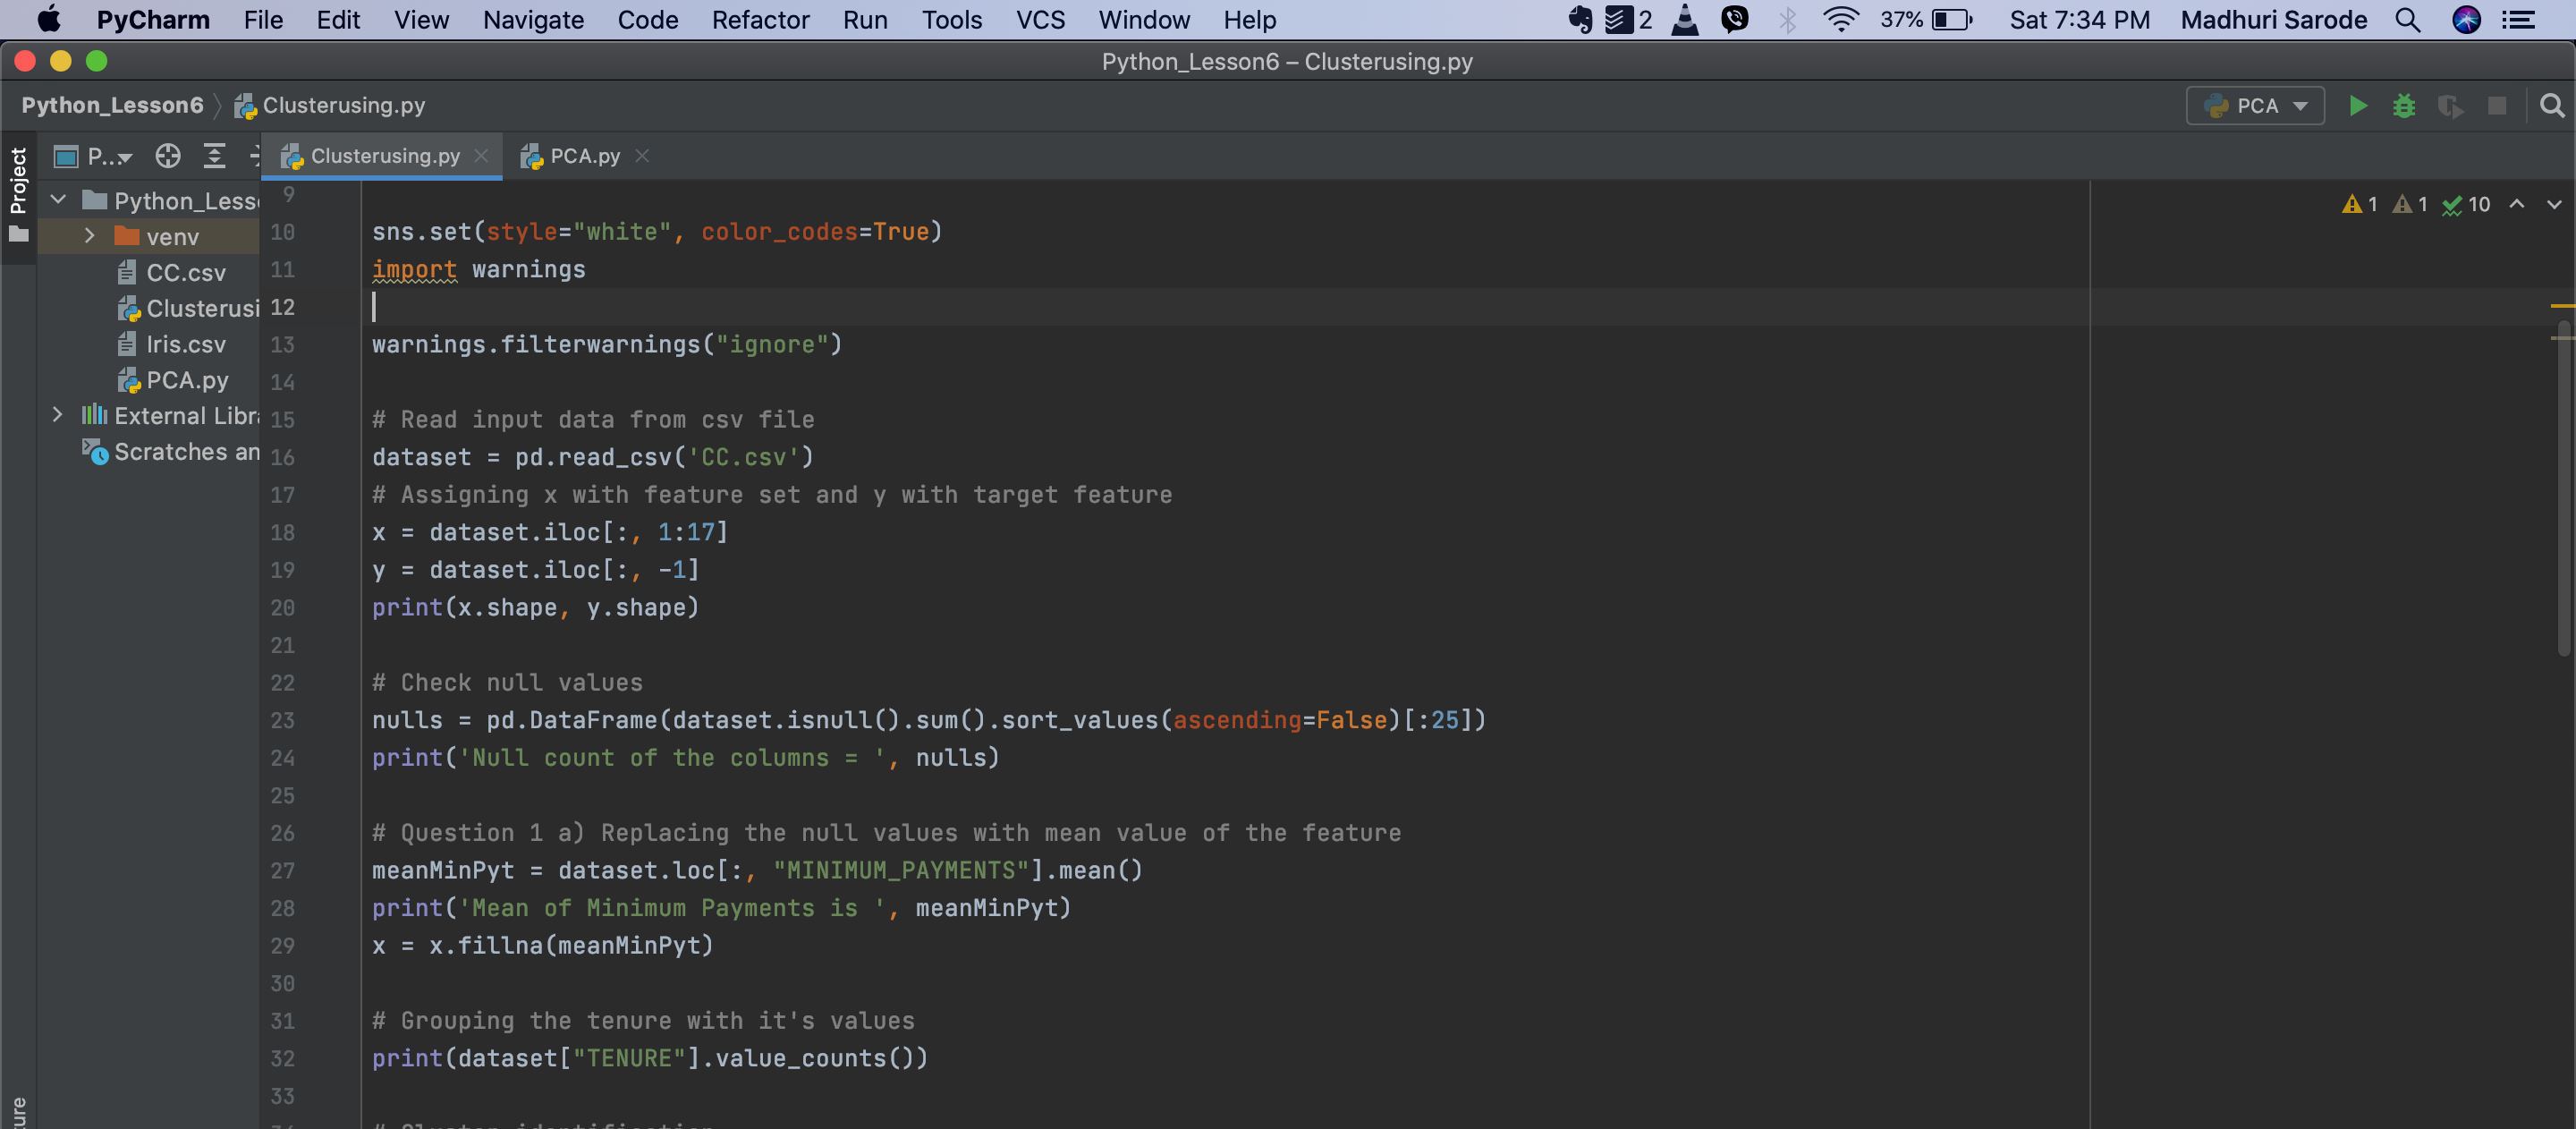 PyCharm File Edit View Navigate Code Refactor Run Tools VCS Window Help 2 37% Sat 7:34 PM Madhuri Sarode
Python_Lesson6 – Clusterusing.py
Python_Lesson6 Clusterusing.py PCA
Project
P... Clusterusing.py PCA.py
Python_Less
venv
CC.csv
Clusterusi
Iris.csv
PCA.py
External Libr
Scratches an
1 1 10
9
10 sns.set(style="white", color_codes=True)
11 import warnings
12
13 warnings.filterwarnings("ignore")
14
15 # Read input data from csv file
16 dataset = pd.read_csv('CC.csv')
17 # Assigning x with feature set and y with target feature
18 x = dataset.iloc[:, 1:17]
19 y = dataset.iloc[:, -1]
20 print(x.shape, y.shape)
21
22 # Check null values
23 nulls = pd.DataFrame(dataset.isnull().sum().sort_values(ascending=False)[:25])
24 print('Null count of the columns = ', nulls)
25
26 # Question 1 a) Replacing the null values with mean value of the feature
27 meanMinPyt = dataset.loc[:, "MINIMUM_PAYMENTS"].mean()
28 print('Mean of Minimum Payments is ', meanMinPyt)
29 x = x.fillna(meanMinPyt)
30
31 # Grouping the tenure with it's values
32 print(dataset["TENURE"].value_counts())
33
ture